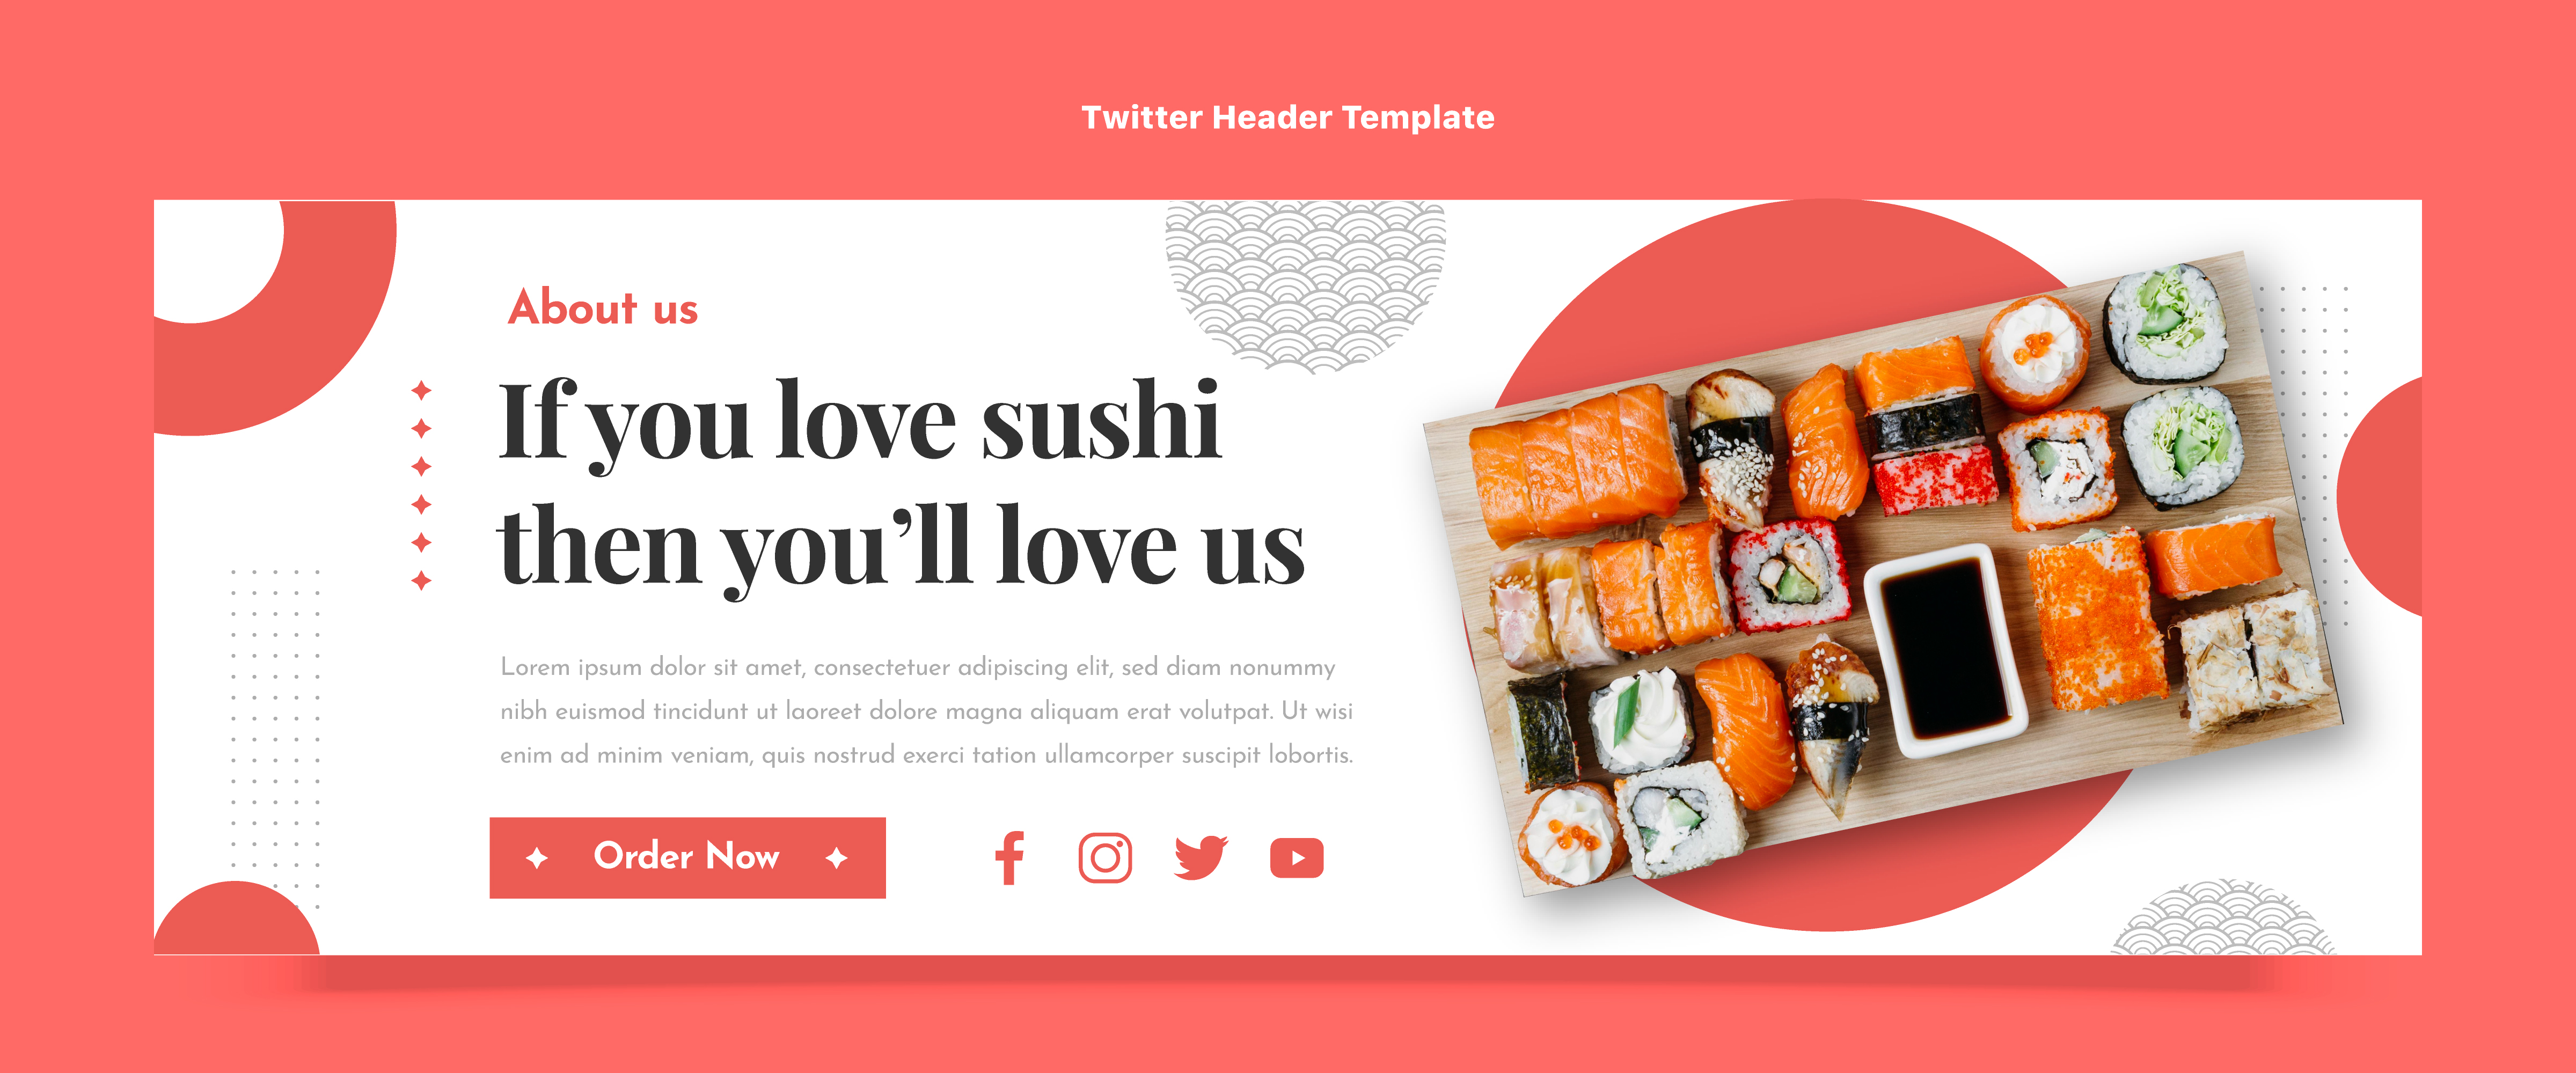 Twitter Header Template
About us
If you love sushi
then you’ll love us
Lorem ipsum dolor sit amet, consectetuer adipiscing elit, sed diam nonummy
nibh euismod tincidunt ut laoreet dolore magna aliquam erat volutpat. Ut wisi
enim ad minim veniam, quis nostrud exerci tation ullamcorper suscipit lobortis.
Order Now